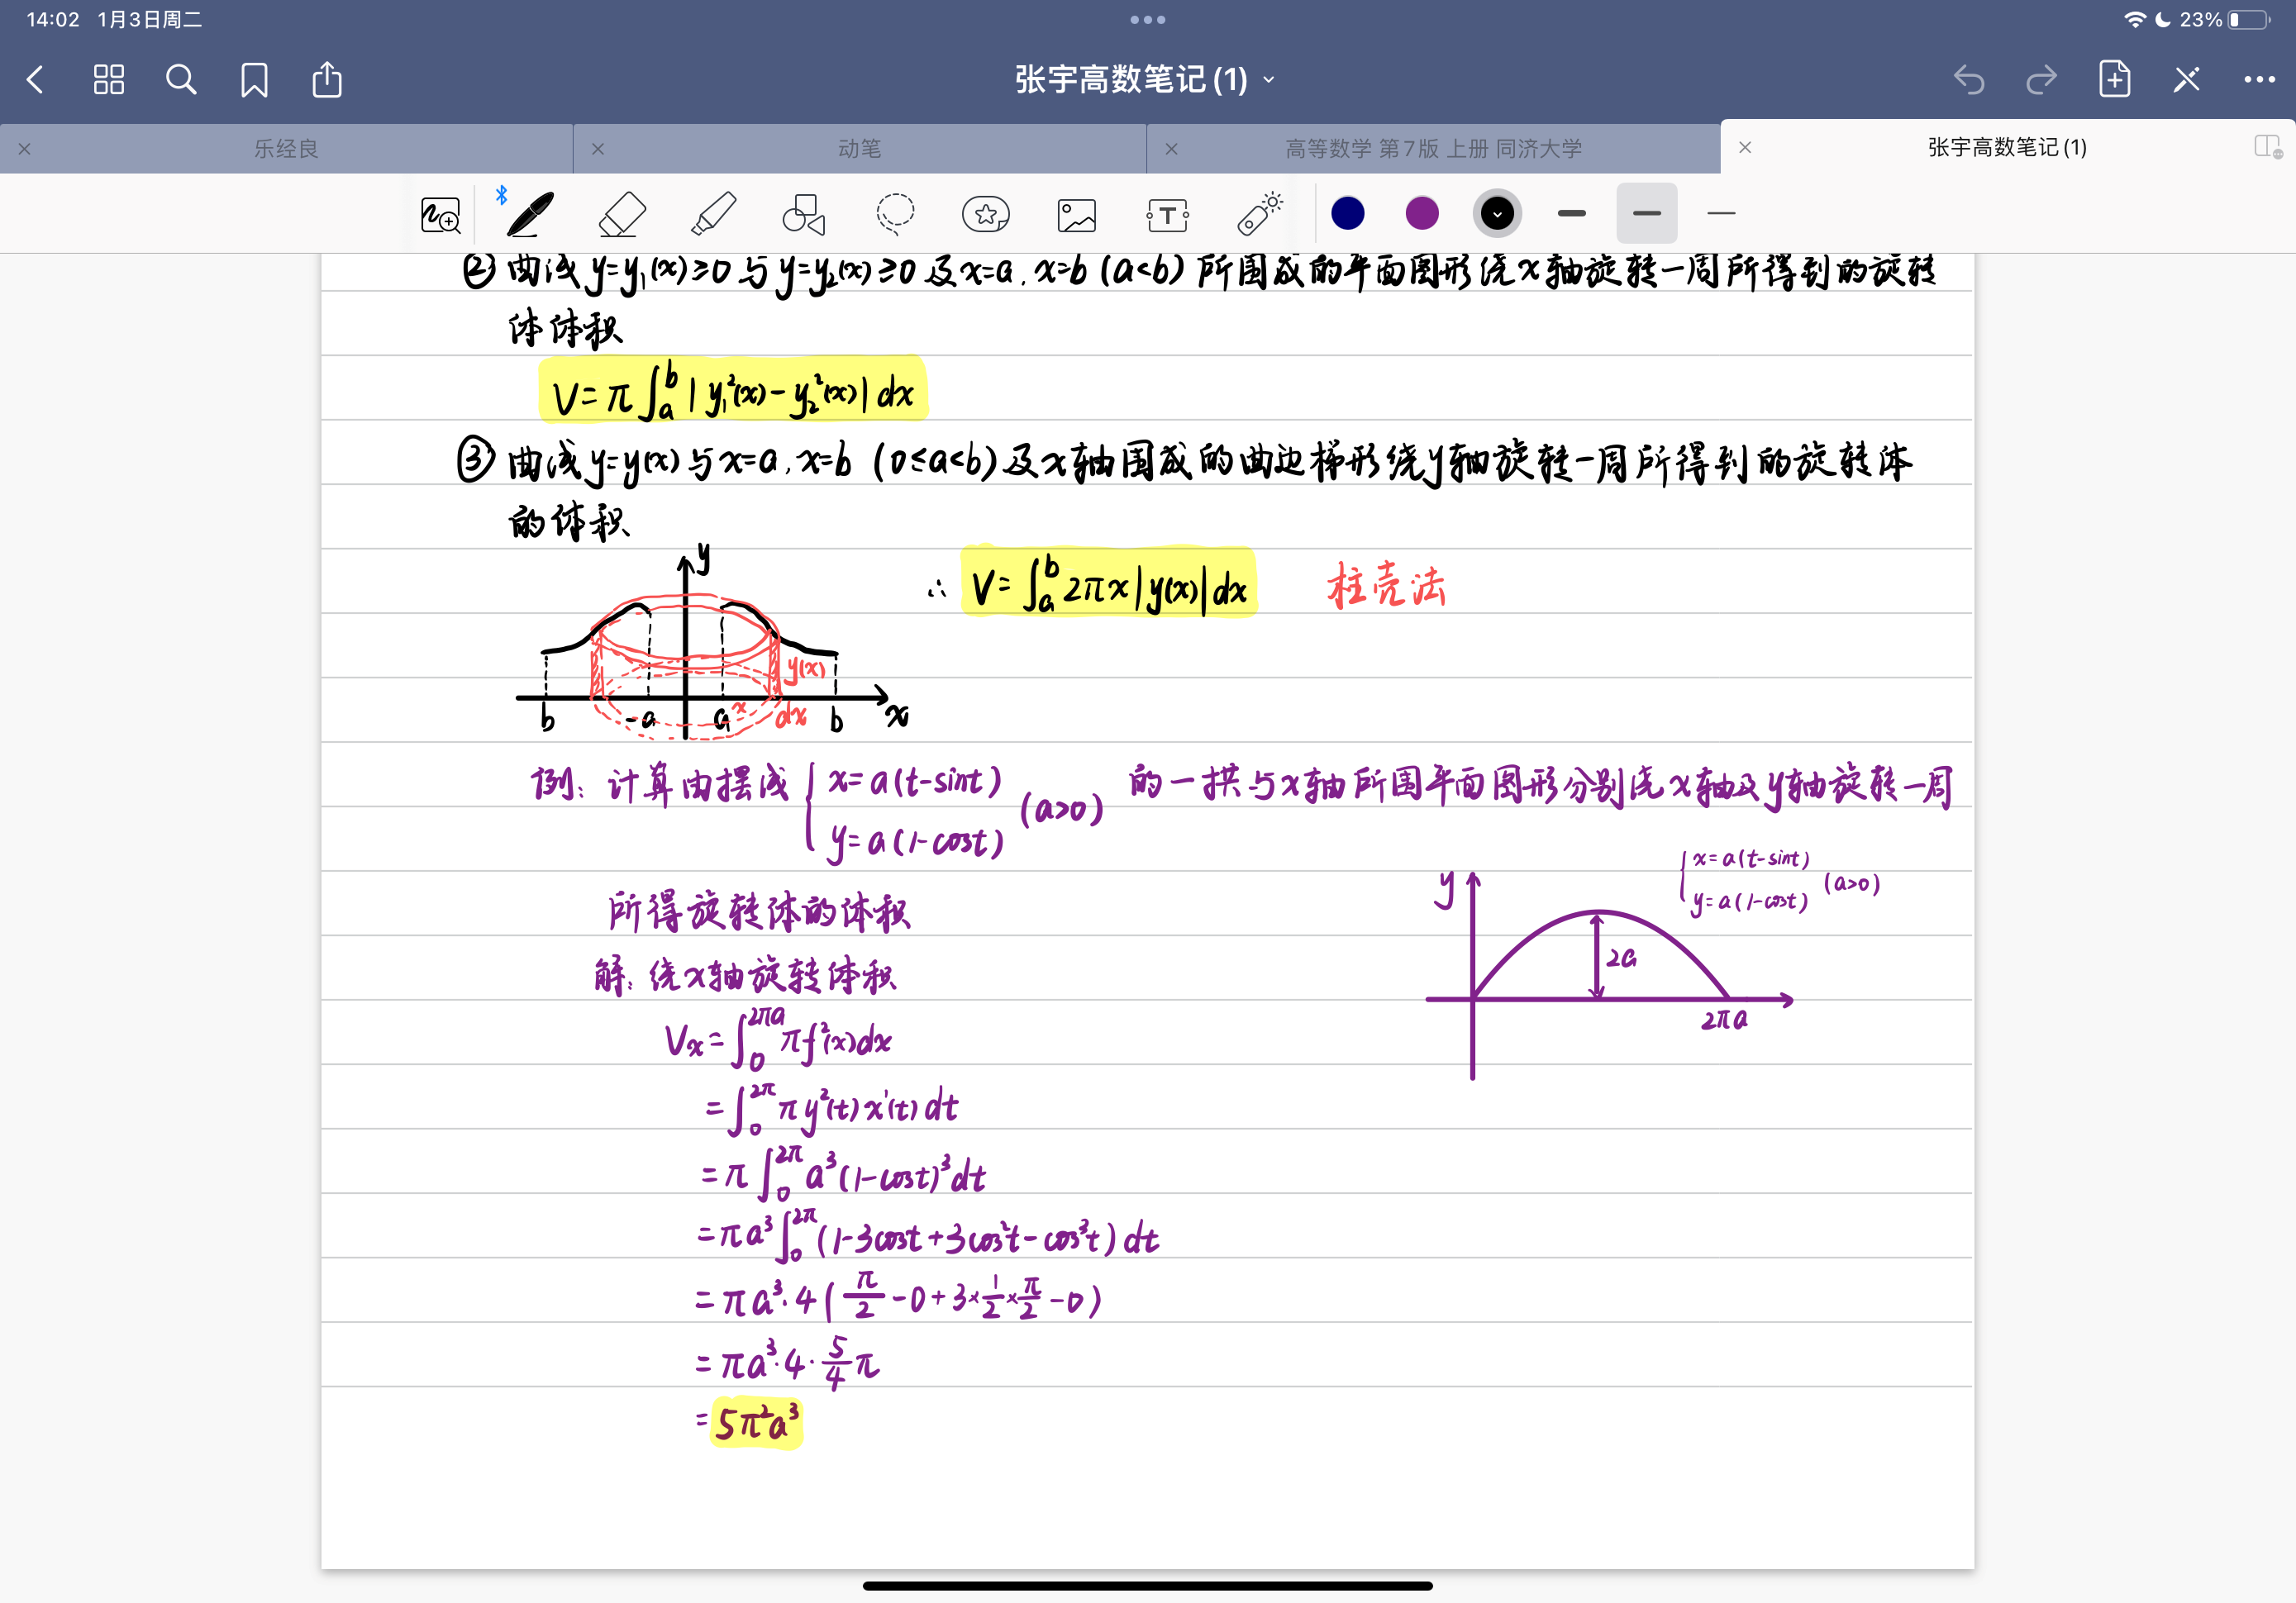 14:02 1月3日周二
23%
张宇高数笔记(1)
乐经良
动笔
高等数学 第7版 上册 同济大学
张宇高数笔记(1)
T
② 曲线 y=y₁(x)≥0 与 y=y₂(x)≥0 及 x=a, x=b (a<b) 所围成的平面图形绕 x 轴旋转一周所得到的旋转
体体积
V=π∫ₐᵇ|y₁²(x)-y₂²(x)|dx
③ 曲线 y=y(x) 与 x=a, x=b (0≤a<b) 及 x 轴围成的曲边梯形绕 y 轴旋转一周所得到的旋转体
的体积
∴ V=∫ₐᵇ2πx|y(x)|dx 柱壳法
y
y(x)
b -a a x dx b x
例: 计算由摆线 { x=a(t-sint) y=a(1-cost) (a>0) 的一拱与 x 轴所围平面图形分别绕 x 轴及 y 轴旋转一周
所得旋转体的体积
{ x=a(t-sint) y=a(1-cost) (a>0)
y
2a
2πa
解: 绕 x 轴旋转体积
Vx=∫₀^{2πa}πf²(x)dx
=∫₀^{2π}πy²(t)x'(t)dt
=π∫₀^{2π}a³(1-cost)³dt
=πa³∫₀^{2π}(1-3cost+3cos²t-cos³t)dt
=πa³·4(π/2-0+3×1/2×π/2-0)
=πa³·4·5/4π
=5π²a³